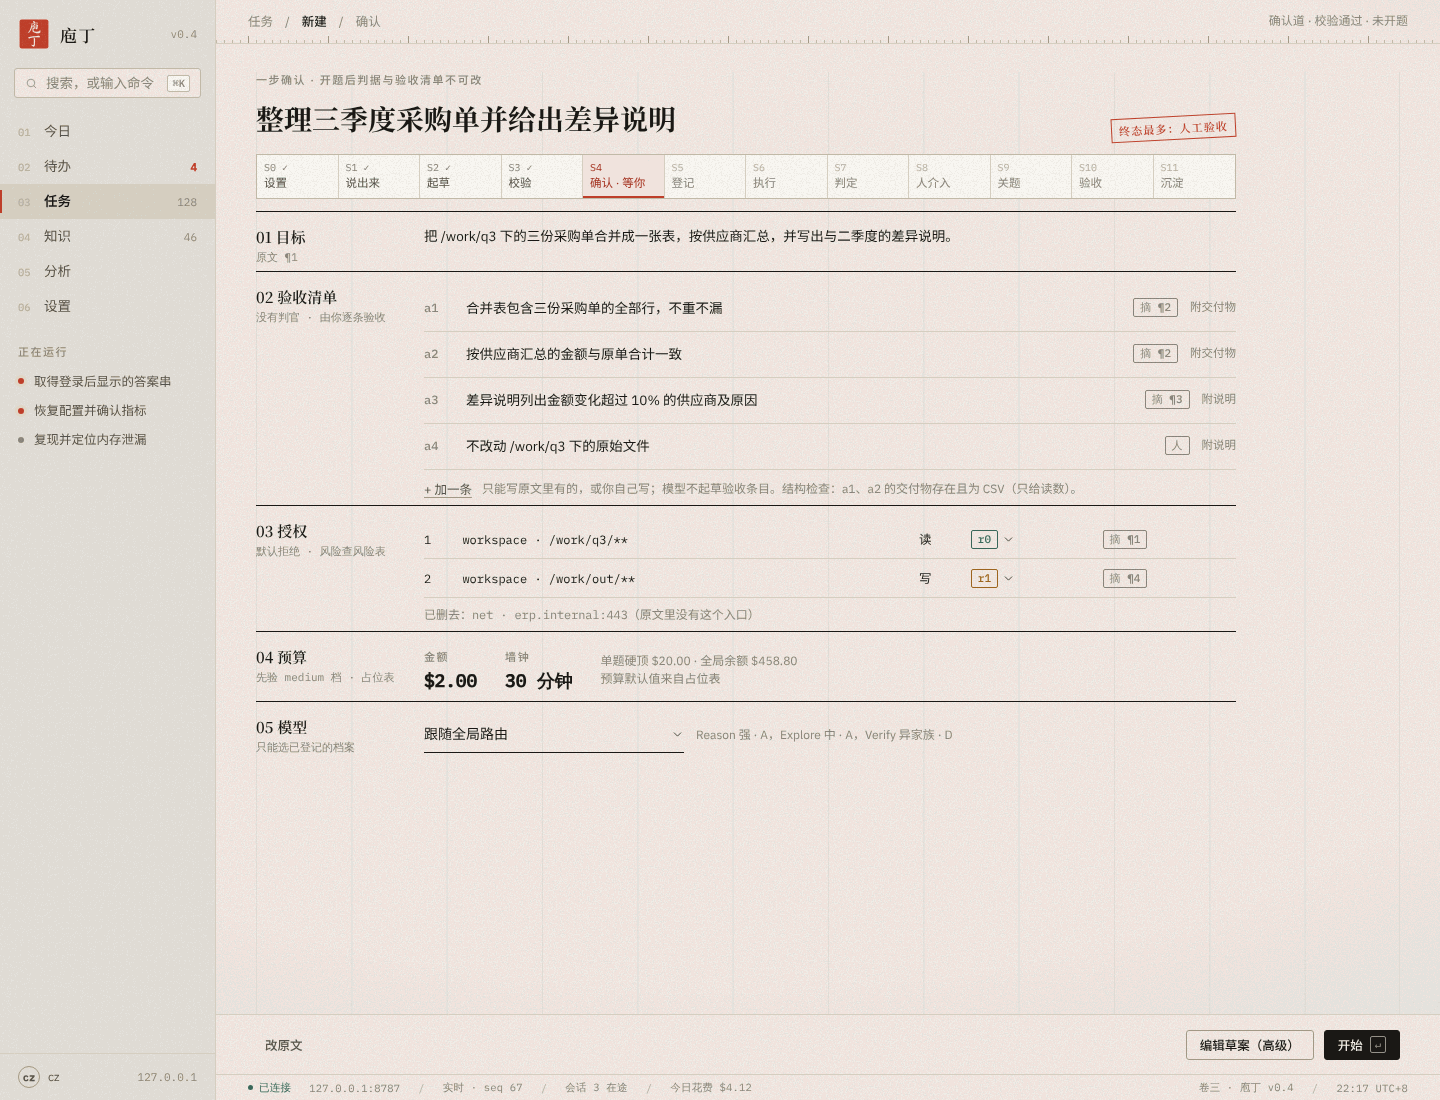 庖丁
庖丁
v0.4
搜索，或输入命令 ⌘K
01 今日
02 待办 4
03 任务 128
04 知识 46
05 分析
06 设置
正在运行
取得登录后显示的答案串
恢复配置并确认指标
复现并定位内存泄漏
cz cz 127.0.0.1
任务 / 新建 / 确认
确认道 · 校验通过 · 未开题
一步确认 · 开题后判据与验收清单不可改
整理三季度采购单并给出差异说明
终态最多：人工验收
S0 ✓ 设置
S1 ✓ 说出来
S2 ✓ 起草
S3 ✓ 校验
S4 确认 · 等你
S5 登记
S6 执行
S7 判定
S8 人介入
S9 关题
S10 验收
S11 沉淀
01 目标
原文 ¶1
把 /work/q3 下的三份采购单合并成一张表，按供应商汇总，并写出与二季度的差异说明。
02 验收清单
没有判官 · 由你逐条验收
a1 合并表包含三份采购单的全部行，不重不漏 摘 ¶2 附交付物
a2 按供应商汇总的金额与原单合计一致 摘 ¶2 附交付物
a3 差异说明列出金额变化超过 10% 的供应商及原因 摘 ¶3 附说明
a4 不改动 /work/q3 下的原始文件 人 附说明
+ 加一条 只能写原文里有的，或你自己写；模型不起草验收条目。结构检查：a1、a2 的交付物存在且为 CSV（只给读数）。
03 授权
默认拒绝 · 风险查风险表
1 workspace · /work/q3/** 读 r0 摘 ¶1
2 workspace · /work/out/** 写 r1 摘 ¶4
已删去：net · erp.internal:443（原文里没有这个入口）
04 预算
先验 medium 档 · 占位表
金额
$2.00
墙钟
30 分钟
单题硬顶 $20.00 · 全局余额 $458.80
预算默认值来自占位表
05 模型
只能选已登记的档案
跟随全局路由
Reason 强 · A，Explore 中 · A，Verify 异家族 · D
改原文
编辑草案（高级）
开始 ↵
已连接 127.0.0.1:8787 / 实时 · seq 67 / 会话 3 在途 / 今日花费 $4.12
卷三 · 庖丁 v0.4 / 22:17 UTC+8